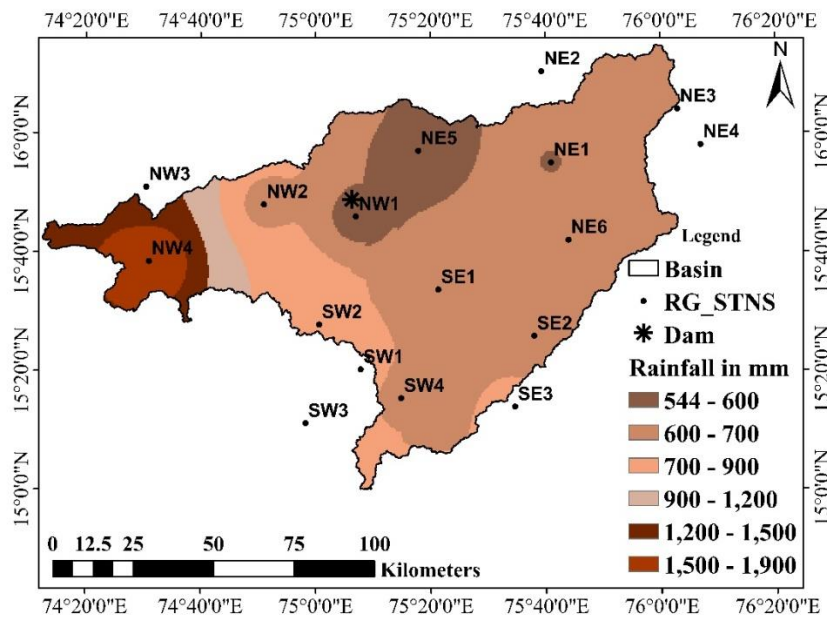 74°20'0"E 74°40'0"E 75°0'0"E 75°20'0"E 75°40'0"E 76°0'0"E 76°20'0"E
N
NE2
NE3
NE4
16°0'0"N
16°0'0"N
NE5
NE1
NW3
NW2
NW1
NE6
NW4
15°40'0"N
15°40'0"N
SE1
SW2
SE2
SW1
15°20'0"N
15°20'0"N
SW4
SE3
SW3
15°0'0"N
15°0'0"N
Legend
Basin
RG_STNS
Dam
Rainfall in mm
544 - 600
600 - 700
700 - 900
900 - 1,200
1,200 - 1,500
1,500 - 1,900
0 12.5 25 50 75 100
Kilometers
74°20'0"E 74°40'0"E 75°0'0"E 75°20'0"E 75°40'0"E 76°0'0"E 76°20'0"E